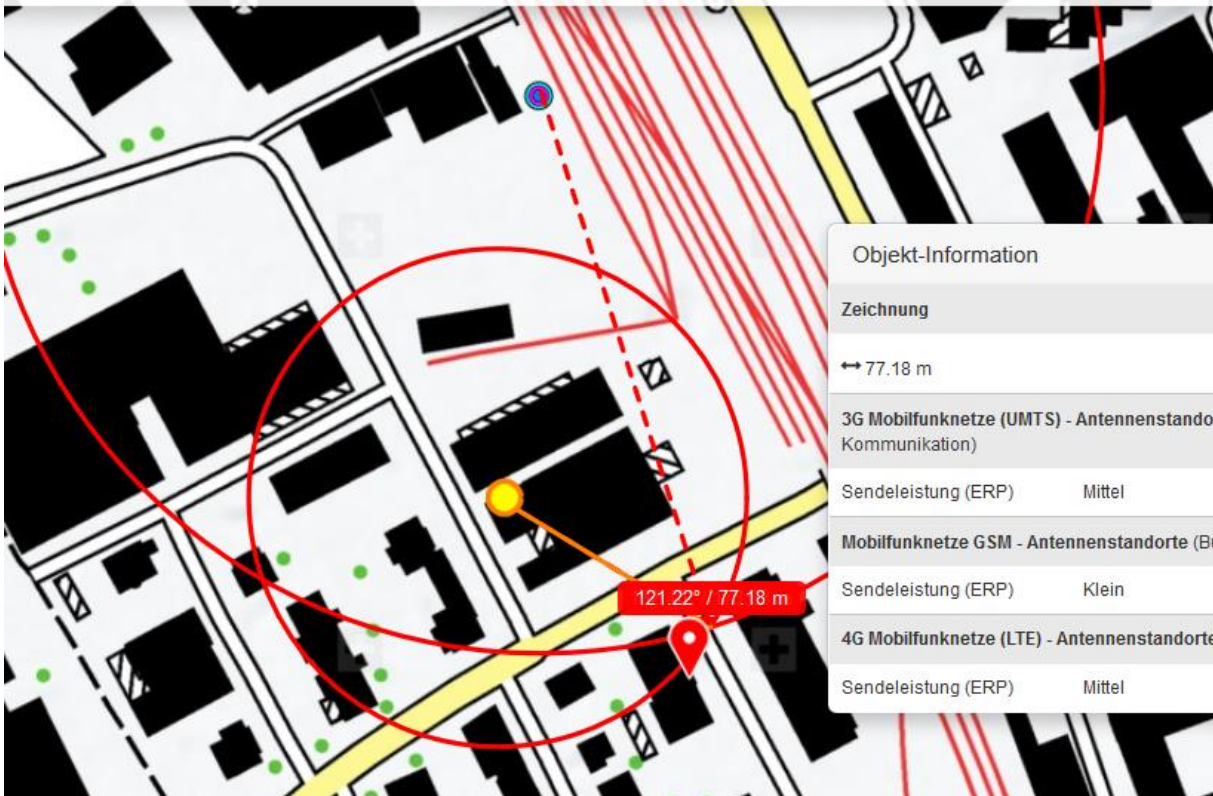 Objekt-Information
Zeichnung
↔ 77.18 m
3G Mobilfunknetze (UMTS) - Antennenstando
Kommunikation)
Sendeleistung (ERP) Mittel
Mobilfunknetze GSM - Antennenstandorte (Bu
Sendeleistung (ERP) Klein
121.22° / 77.18 m
4G Mobilfunknetze (LTE) - Antennenstandorte
Sendeleistung (ERP) Mittel